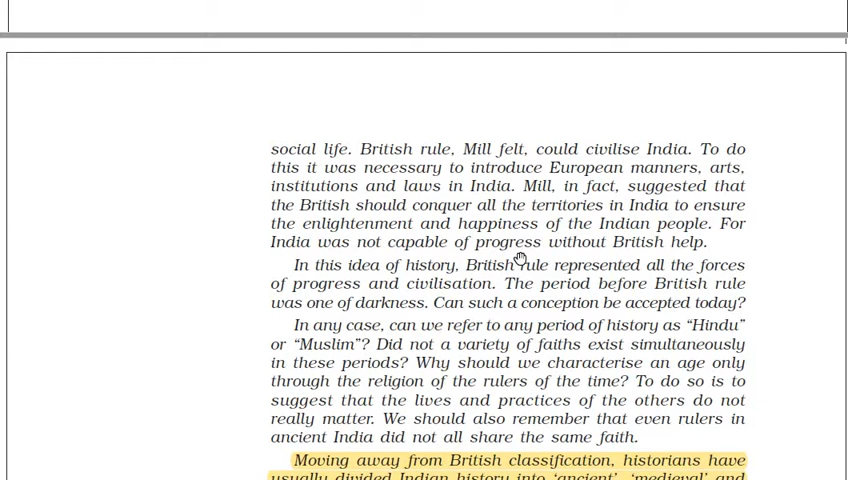 social life. British rule, Mill felt, could civilise India. To do
this it was necessary to introduce European manners, arts,
institutions and laws in India. Mill, in fact, suggested that
the British should conquer all the territories in India to ensure
the enlightenment and happiness of the Indian people. For
India was not capable of progress without British help.
In this idea of history, British rule represented all the forces
of progress and civilisation. The period before British rule
was one of darkness. Can such a conception be accepted today?
In any case, can we refer to any period of history as “Hindu”
or “Muslim”? Did not a variety of faiths exist simultaneously
in these periods? Why should we characterise an age only
through the religion of the rulers of the time? To do so is to
suggest that the lives and practices of the others do not
really matter. We should also remember that even rulers in
ancient India did not all share the same faith.
Moving away from British classification, historians have
usually divided Indian history into ‘ancient’, ‘medieval’ and